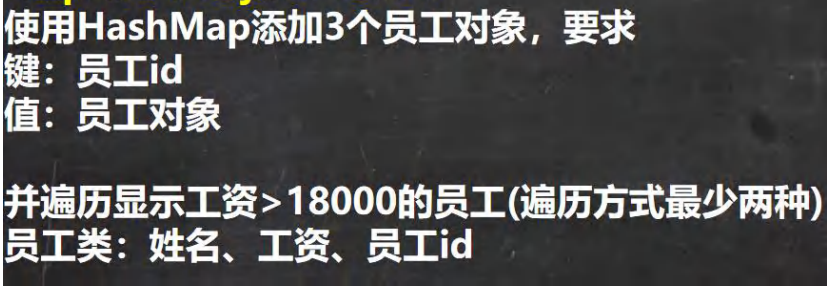 使用HashMap添加3个员工对象，要求
键：员工id
值：员工对象
并遍历显示工资>18000的员工(遍历方式最少两种)
员工类：姓名、工资、员工id